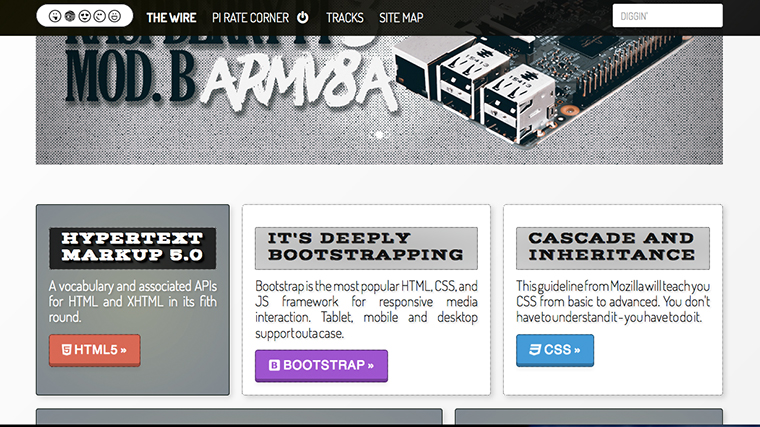 THE WIRE PI RATE CORNER TRACKS SITE MAP DIGGIN'
MOD. B ARMV8A
HYPERTEXT
MARKUP 5.0
A vocabulary and associated APIs
for HTML and XHTML in its fith
round.
HTML5 »
IT'S DEEPLY
BOOTSTRAPPING
Bootstrap is the most popular HTML, CSS, and
JS framework for responsive media
interaction. Tablet, mobile and desktop
support outa case.
B BOOTSTRAP »
CASCADE AND
INHERITANCE
This guideline from Mozilla will teach you
CSS from basic to advanced. You don't
have to understand it - you have to do it.
CSS »